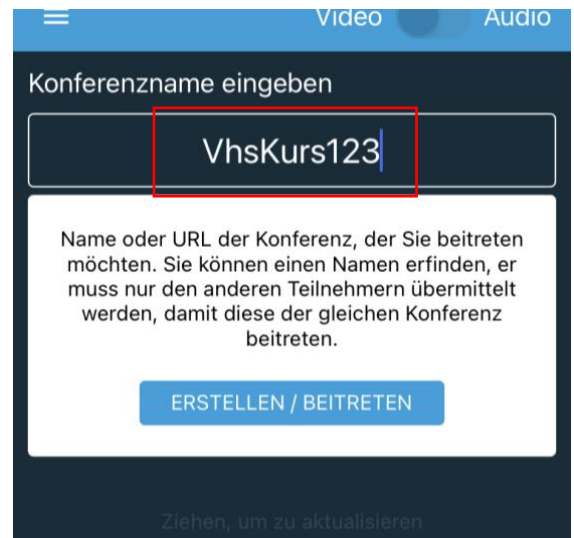 Video Audio
Konferenzname eingeben
VhsKurs123
Name oder URL der Konferenz, der Sie beitreten
möchten. Sie können einen Namen erfinden, er
muss nur den anderen Teilnehmern übermittelt
werden, damit diese der gleichen Konferenz
beitreten.
ERSTELLEN / BEITRETEN
Ziehen, um zu aktualisieren